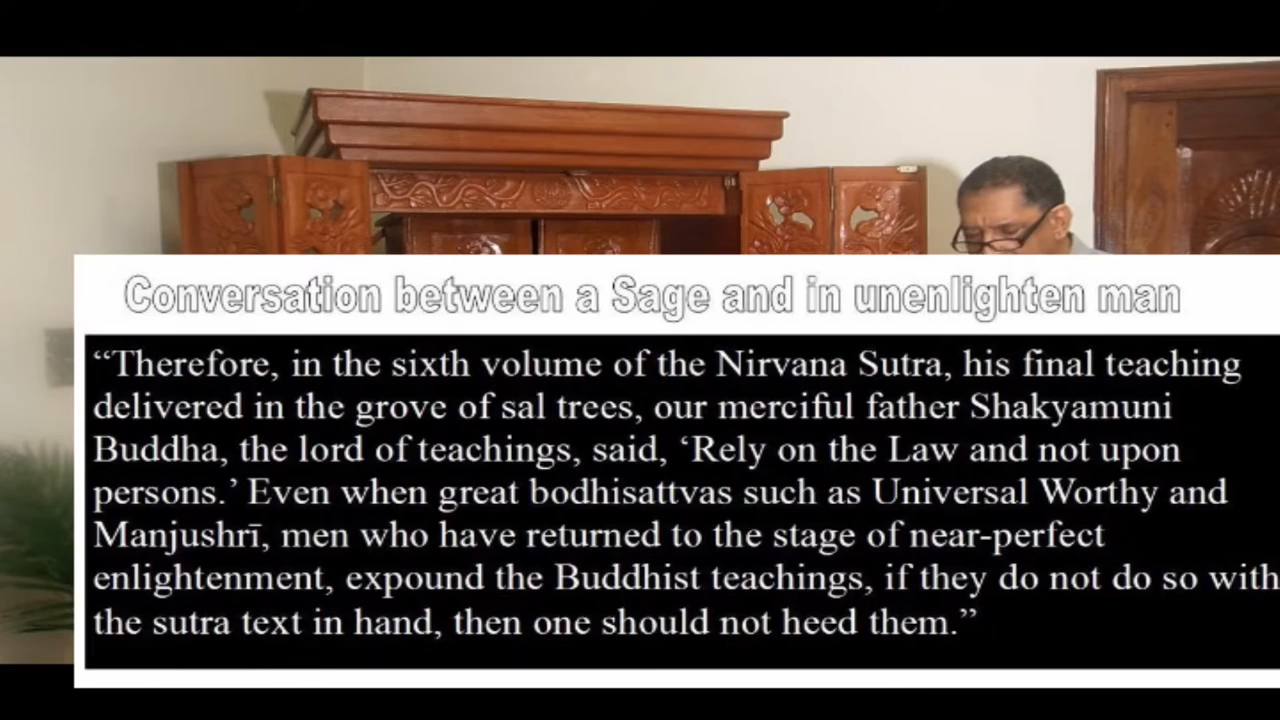 Conversation between a Sage and in unenlighten man
“Therefore, in the sixth volume of the Nirvana Sutra, his final teaching
delivered in the grove of sal trees, our merciful father Shakyamuni
Buddha, the lord of teachings, said, ‘Rely on the Law and not upon
persons.’ Even when great bodhisattvas such as Universal Worthy and
Manjushrī, men who have returned to the stage of near-perfect
enlightenment, expound the Buddhist teachings, if they do not do so with
the sutra text in hand, then one should not heed them.”